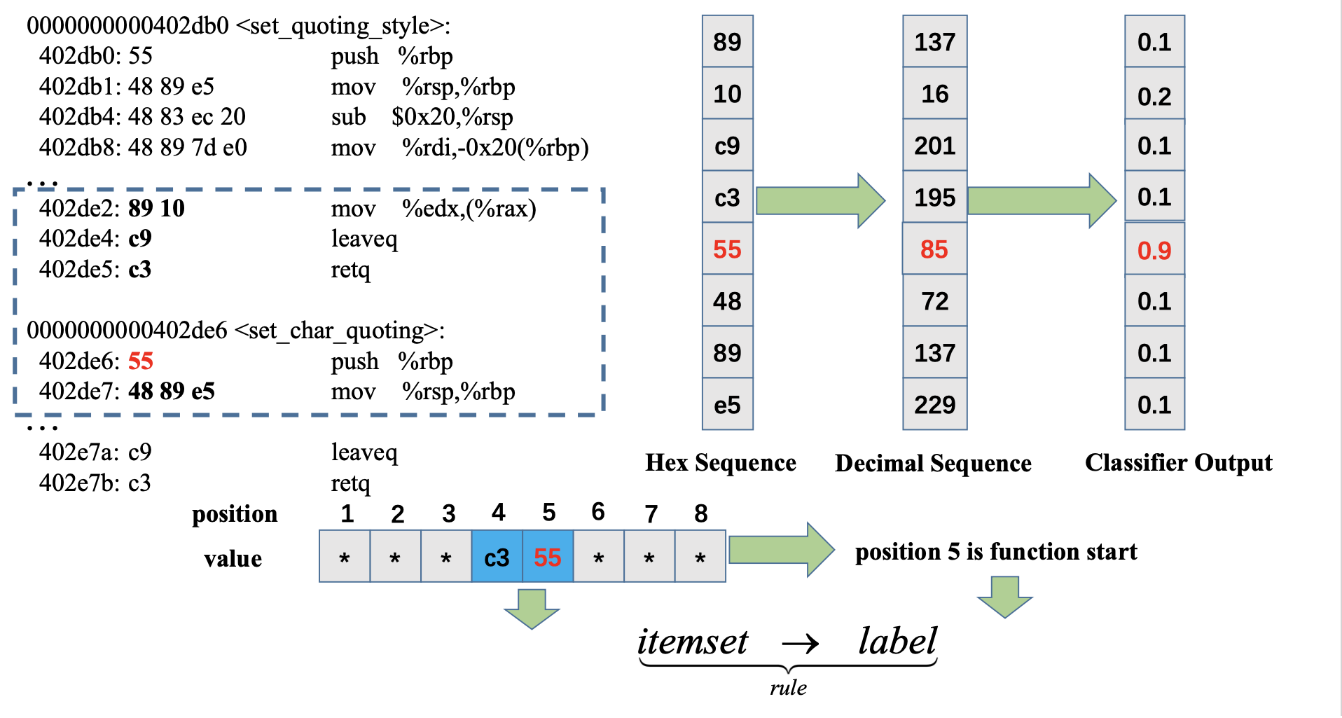 0000000000402db0 <set_quoting_style>:
402db0: 55 push %rbp
402db1: 48 89 e5 mov %rsp,%rbp
402db4: 48 83 ec 20 sub $0x20,%rsp
402db8: 48 89 7d e0 mov %rdi,-0x20(%rbp)
...
402de2: 89 10 mov %edx,(%rax)
402de4: c9 leaveq
402de5: c3 retq
0000000000402de6 <set_char_quoting>:
402de6: 55 push %rbp
402de7: 48 89 e5 mov %rsp,%rbp
...
402e7a: c9 leaveq
402e7b: c3 retq
89 137 0.1
10 16 0.2
c9 201 0.1
c3 195 0.1
55 85 0.9
48 72 0.1
89 137 0.1
e5 229 0.1
Hex Sequence Decimal Sequence Classifier Output
position 1 2 3 4 5 6 7 8
value * * * c3 55 * * *
position 5 is function start
itemset → label
rule